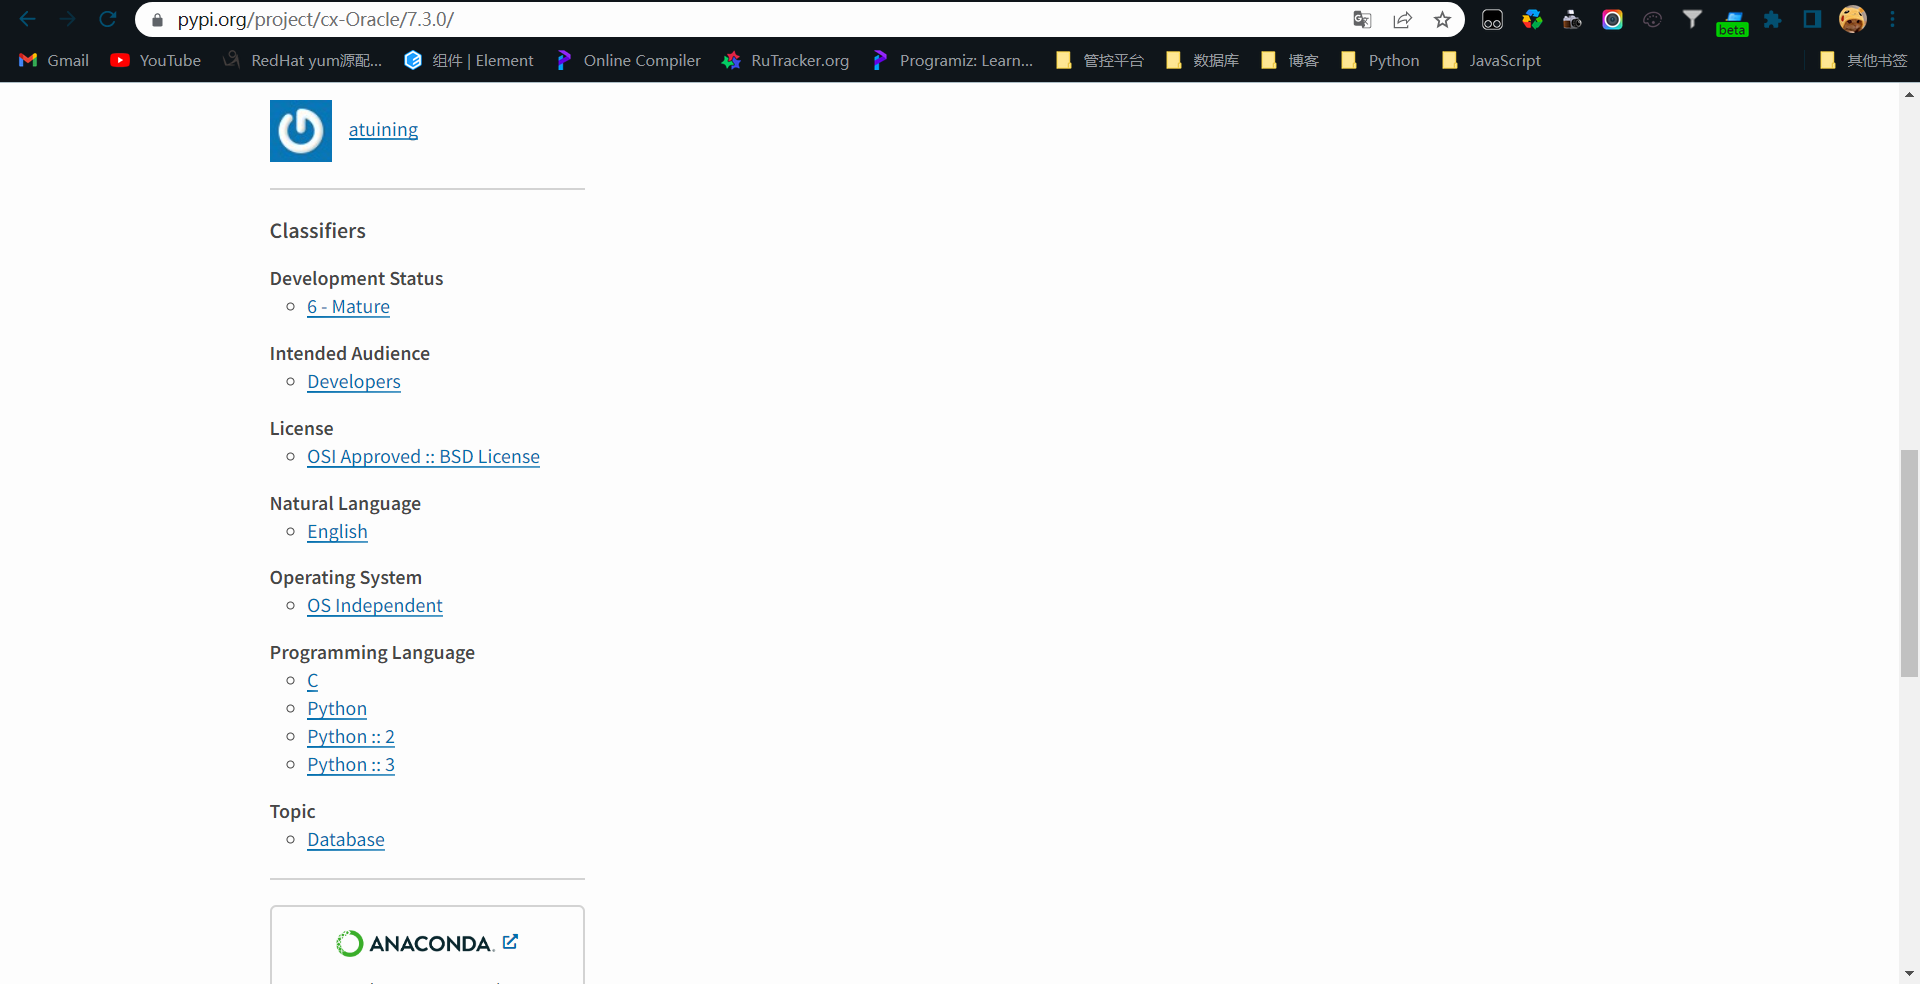 pypi.org/project/cx-Oracle/7.3.0/
beta
Gmail YouTube RedHat yum源配... 组件 | Element Online Compiler RuTracker.org Programiz: Learn... 管控平台 数据库 博客 Python JavaScript 其他书签
atuining
Classifiers
Development Status
6 - Mature
Intended Audience
Developers
License
OSI Approved :: BSD License
Natural Language
English
Operating System
OS Independent
Programming Language
C
Python
Python :: 2
Python :: 3
Topic
Database
ANACONDA.